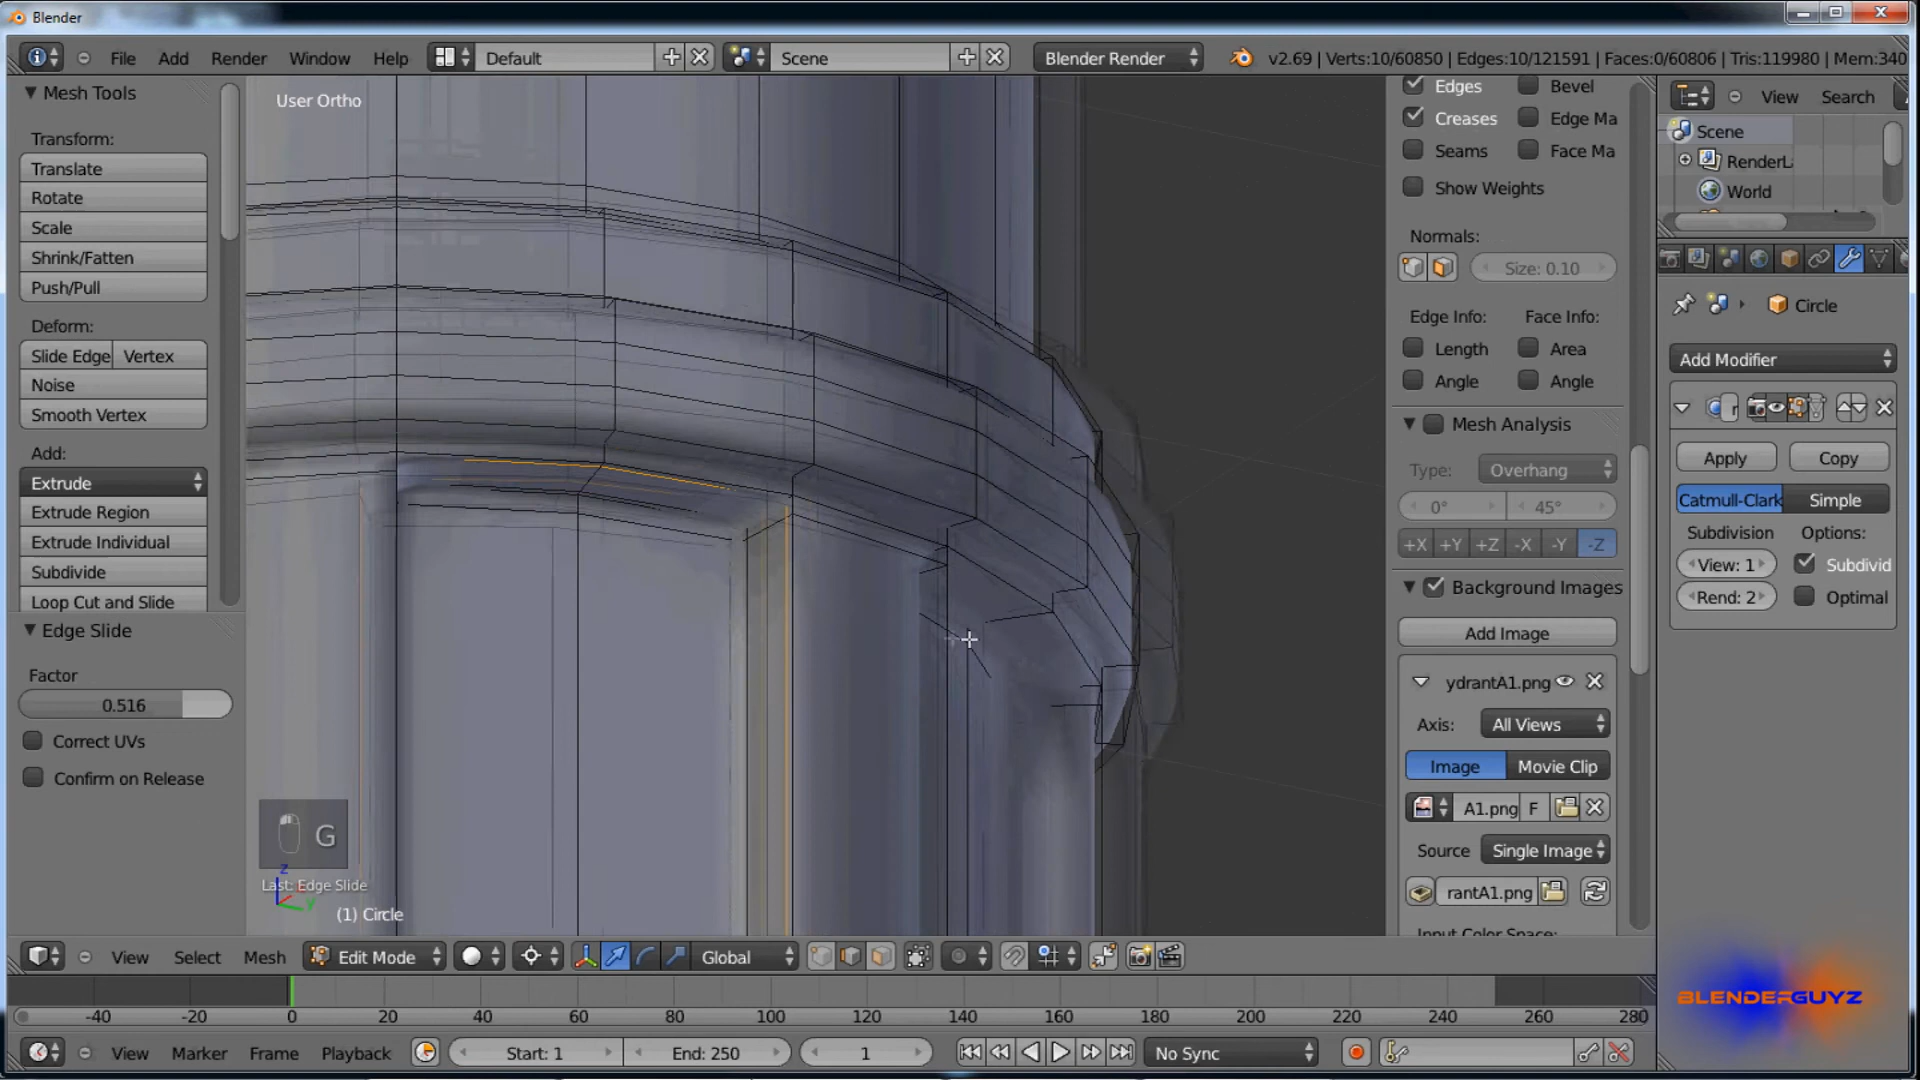 Blender
File Add Render Window Help Default Scene Blender Render v2.69 | Verts:10/60850 | Edges:10/121591 | Faces:0/60806 | Tris:119980 | Mem:340
Mesh Tools
Transform:
Translate
Rotate
Scale
Shrink/Fatten
Push/Pull
Deform:
Slide Edge Vertex
Noise
Smooth Vertex
Add:
Extrude
Extrude Region
Extrude Individual
Subdivide
Loop Cut and Slide
Edge Slide
Factor
0.516
Correct UVs
Confirm on Release
User Ortho
G
z
y
Last: Edge Slide
(1) Circle
Edges Bevel
Creases Edge Ma
Seams Face Ma
Show Weights
Normals:
Size: 0.10
Edge Info: Face Info:
Length Area
Angle Angle
Mesh Analysis
Type: Overhang
0° 45°
+X +Y +Z -X -Y -Z
Background Images
Add Image
ydrantA1.png
Axis: All Views
Image Movie Clip
A1.png F
Source Single Image
rantA1.png
Input Color Space:
View Search
Scene
RenderLa
World
Circle
Add Modifier
Apply Copy
Catmull-Clark Simple
Subdivision Options:
View: 1 Subdivid
Rend: 2 Optimal
View Select Mesh Edit Mode Global
-40 -20 0 20 40 60 80 100 120 140 160 180 200 220 240 260 280
View Marker Frame Playback Start: 1 End: 250 1 No Sync
BLENDERGUYZ